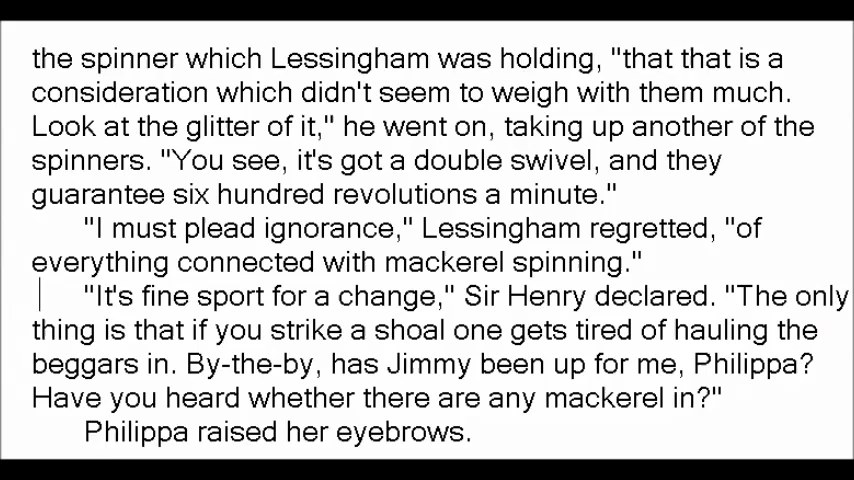 the spinner which Lessingham was holding, "that that is a
consideration which didn't seem to weigh with them much.
Look at the glitter of it," he went on, taking up another of the
spinners. "You see, it's got a double swivel, and they
guarantee six hundred revolutions a minute."
"I must plead ignorance," Lessingham regretted, "of
everything connected with mackerel spinning."
"It's fine sport for a change," Sir Henry declared. "The only
thing is that if you strike a shoal one gets tired of hauling the
beggars in. By-the-by, has Jimmy been up for me, Philippa?
Have you heard whether there are any mackerel in?"
Philippa raised her eyebrows.